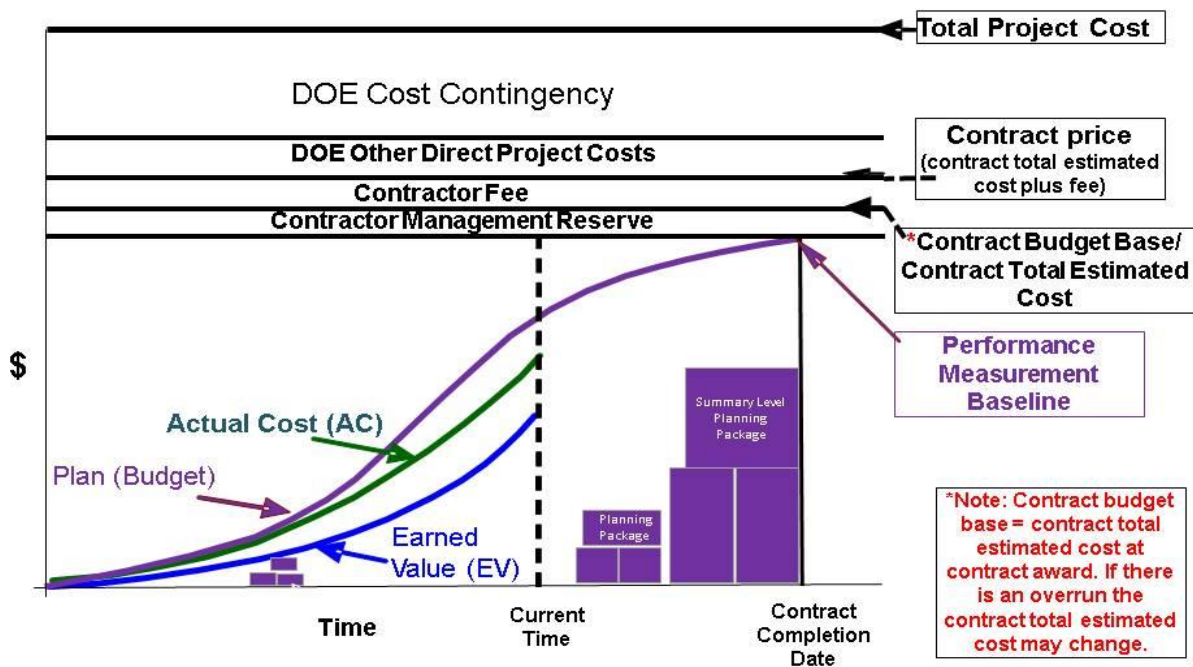 Total Project Cost
DOE Cost Contingency
DOE Other Direct Project Costs
Contract price
(contract total estimated
cost plus fee)
Contractor Fee
Contractor Management Reserve
*Contract Budget Base/
Contract Total Estimated
Cost
Performance
Measurement
Baseline
$
Summary Level
Planning
Package
Actual Cost (AC)
Plan (Budget)
Planning
Package
Earned
Value (EV)
*Note: Contract budget
base = contract total
estimated cost at
contract award. If there
is an overrun the
contract total estimated
cost may change.
Time
Current
Time
Contract
Completion
Date